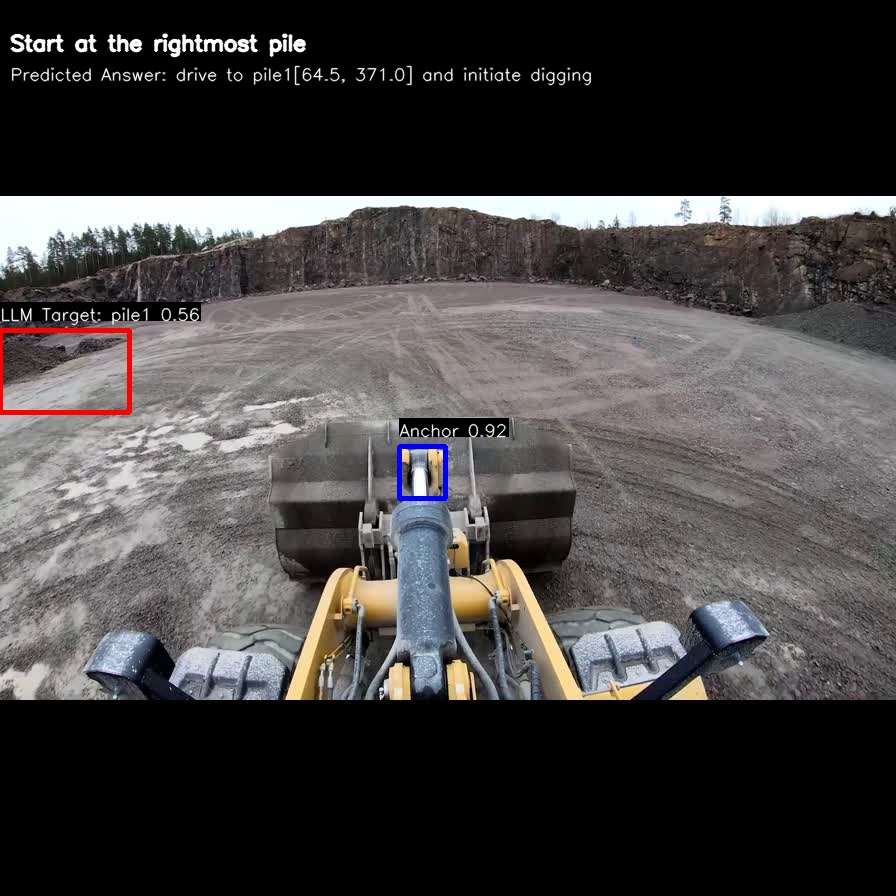 Start at the rightmost pile
Predicted Answer: drive to pile1[64.5, 371.0] and initiate digging
LLM Target: pile1 0.56
Anchor 0.92